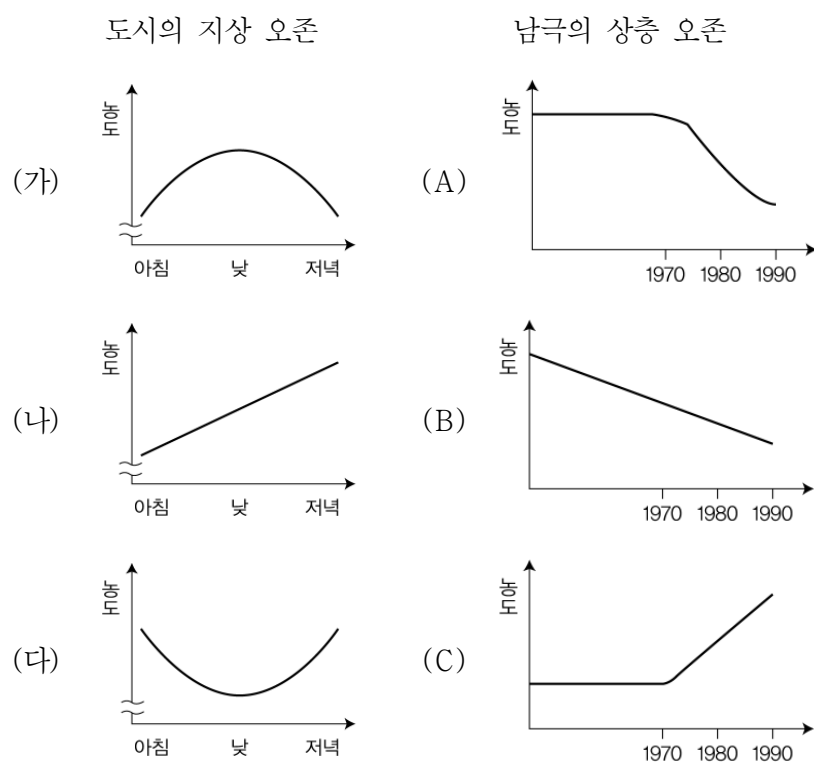 도시의 지상 오존 남극의 상층 오존
(가) 농도 (A) 농도
아침 낮 저녁 1970 1980 1990
(나) 농도 (B) 농도
아침 낮 저녁 1970 1980 1990
(다) 농도 (C) 농도
아침 낮 저녁 1970 1980 1990